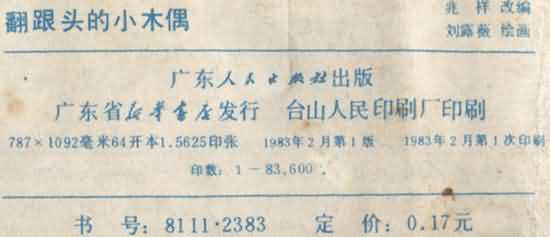 翻跟头的小木偶
兆祥 改编
刘露薇 绘画
广东人民出版社出版
广东省新华书店发行 台山人民印刷厂印刷
787×1092毫米64开本1.5625印张 1983年2月第1版 1983年2月第1次印刷
印数：1－83,600
书号：8111·2383 定价：0.17元